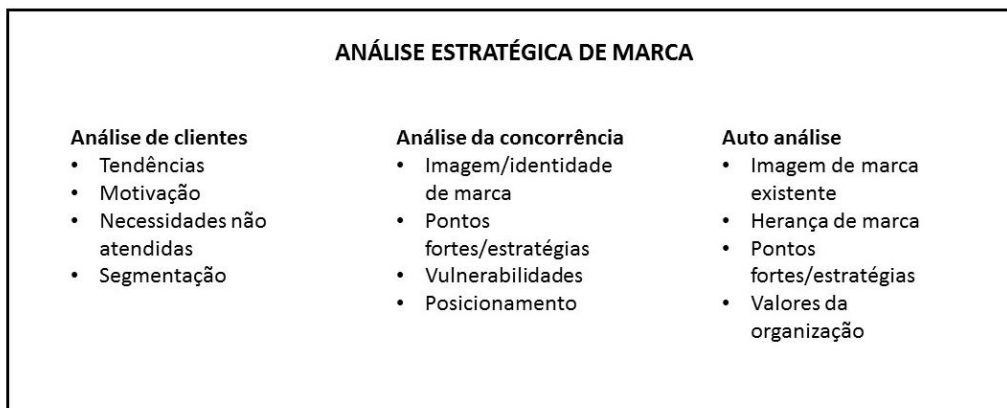 ANÁLISE ESTRATÉGICA DE MARCA
Análise de clientes
• Tendências
• Motivação
• Necessidades não
atendidas
• Segmentação
Análise da concorrência
• Imagem/identidade
de marca
• Pontos
fortes/estratégias
• Vulnerabilidades
• Posicionamento
Auto análise
• Imagem de marca
existente
• Herança de marca
• Pontos
fortes/estratégias
• Valores da
organização